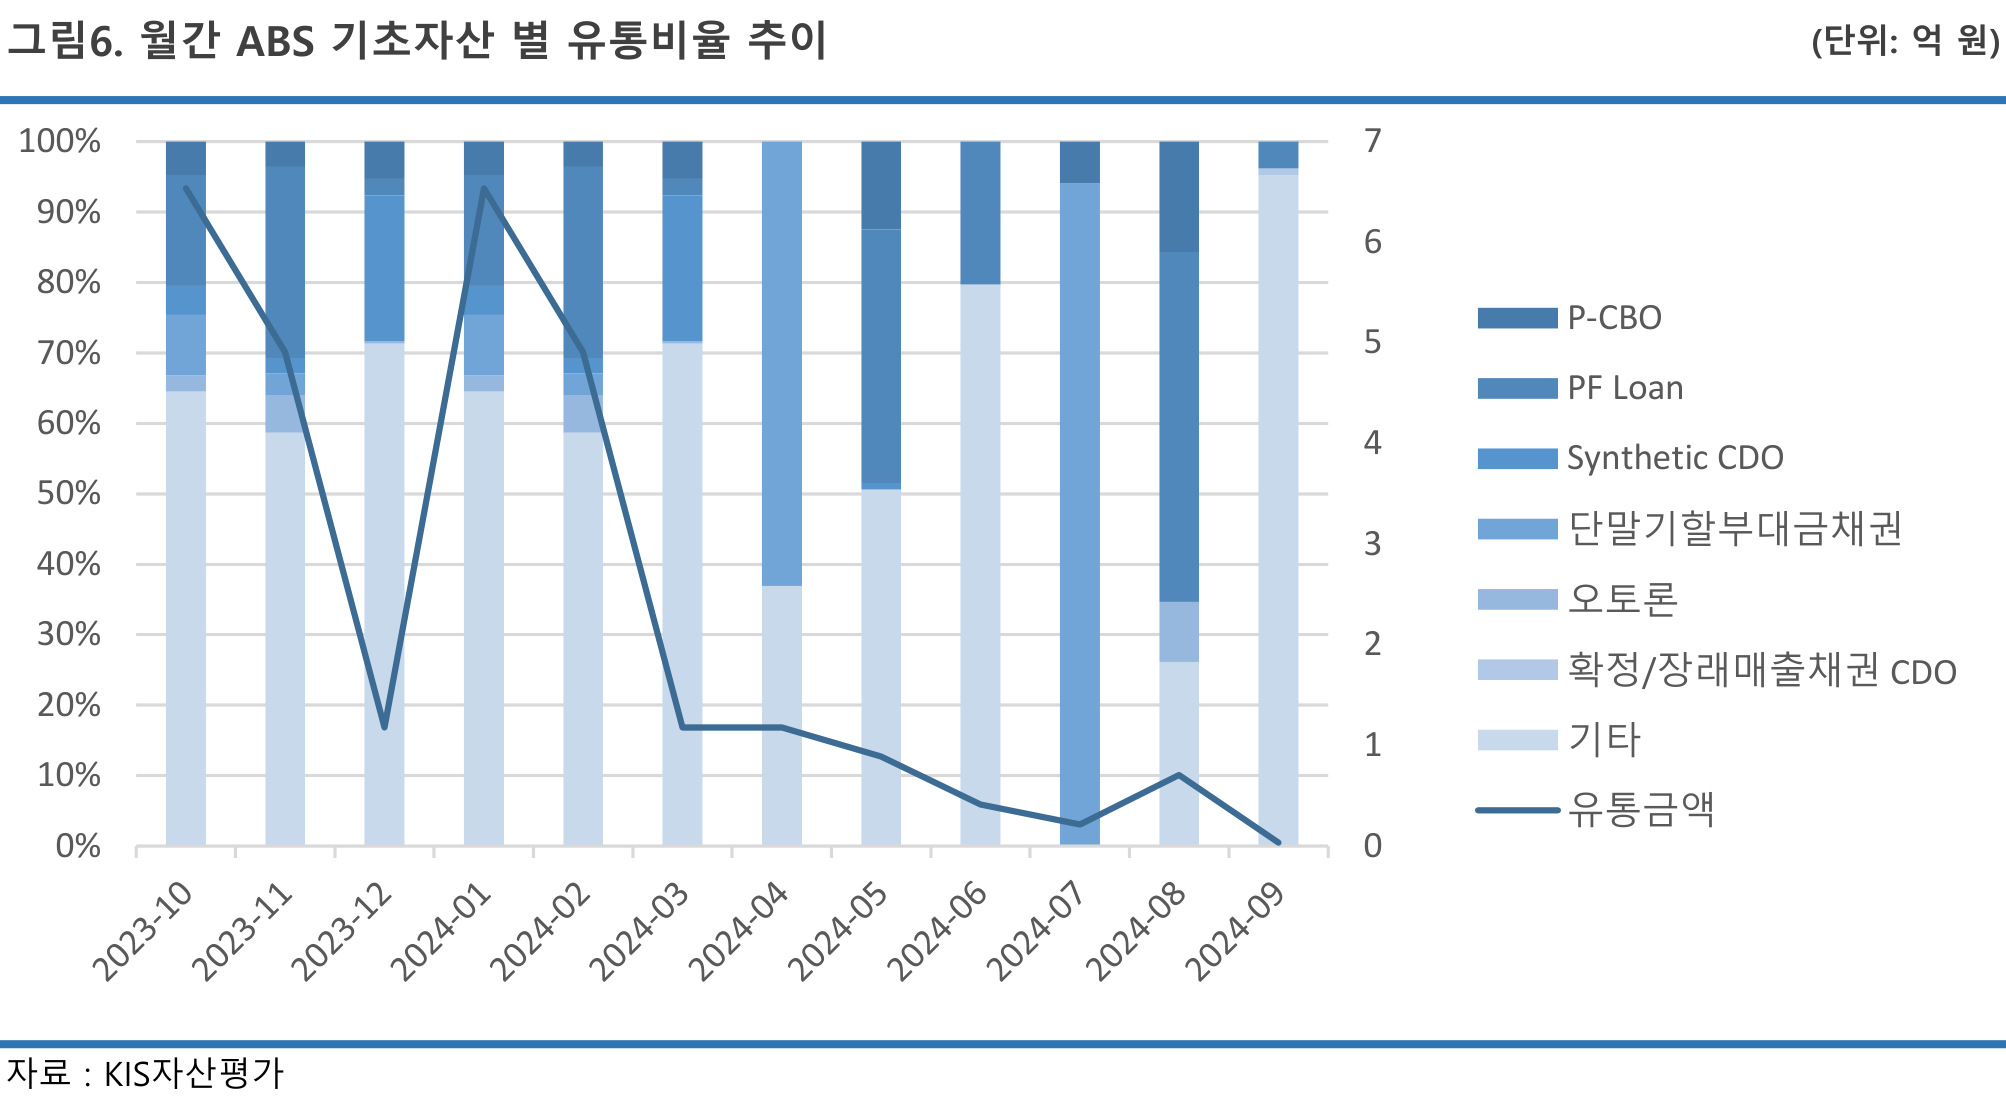 그림6. 월간 ABS 기초자산 별 유통비율 추이
(단위: 억 원)
100%
90%
80%
70%
60%
50%
40%
30%
20%
10%
0%
7
6
5
4
3
2
1
0
2023-10
2023-11
2023-12
2024-01
2024-02
2024-03
2024-04
2024-05
2024-06
2024-07
2024-08
2024-09
P-CBO
PF Loan
Synthetic CDO
단말기할부대금채권
오토론
확정/장래매출채권 CDO
기타
유통금액
자료 : KIS자산평가